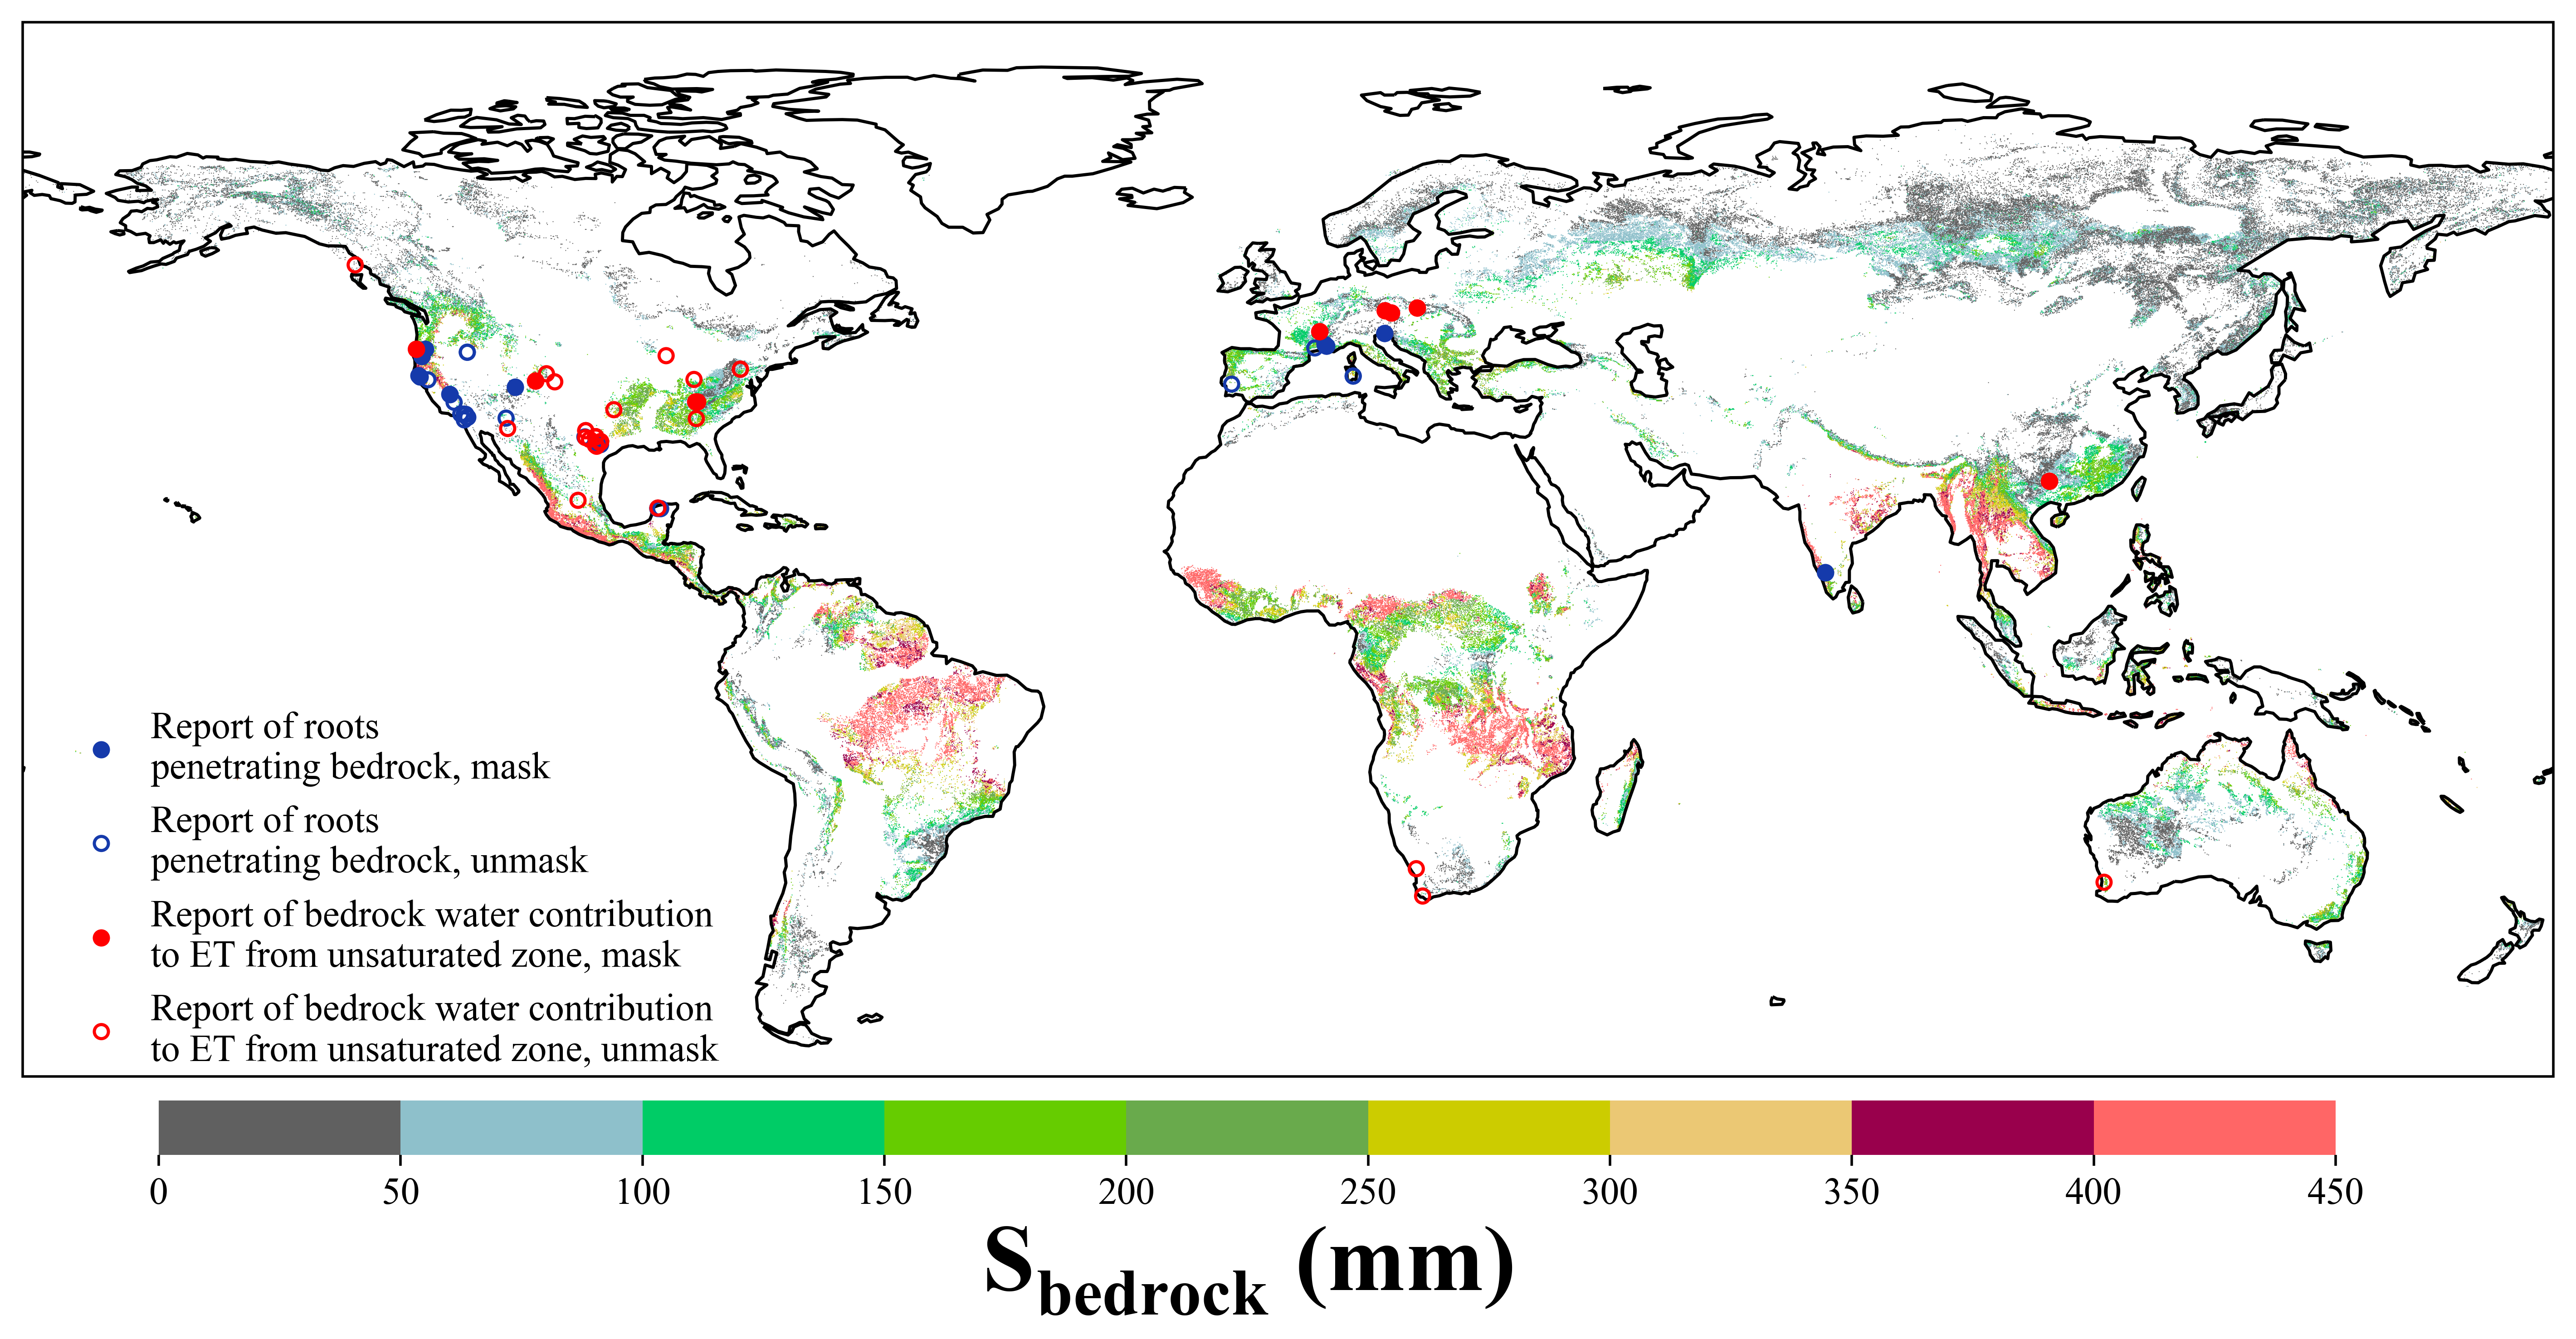 Report of roots
penetrating bedrock, mask
Report of roots
penetrating bedrock, unmask
Report of bedrock water contribution
to ET from unsaturated zone, mask
Report of bedrock water contribution
to ET from unsaturated zone, unmask
0 50 100 150 200 250 300 350 400 450
Sbedrock (mm)